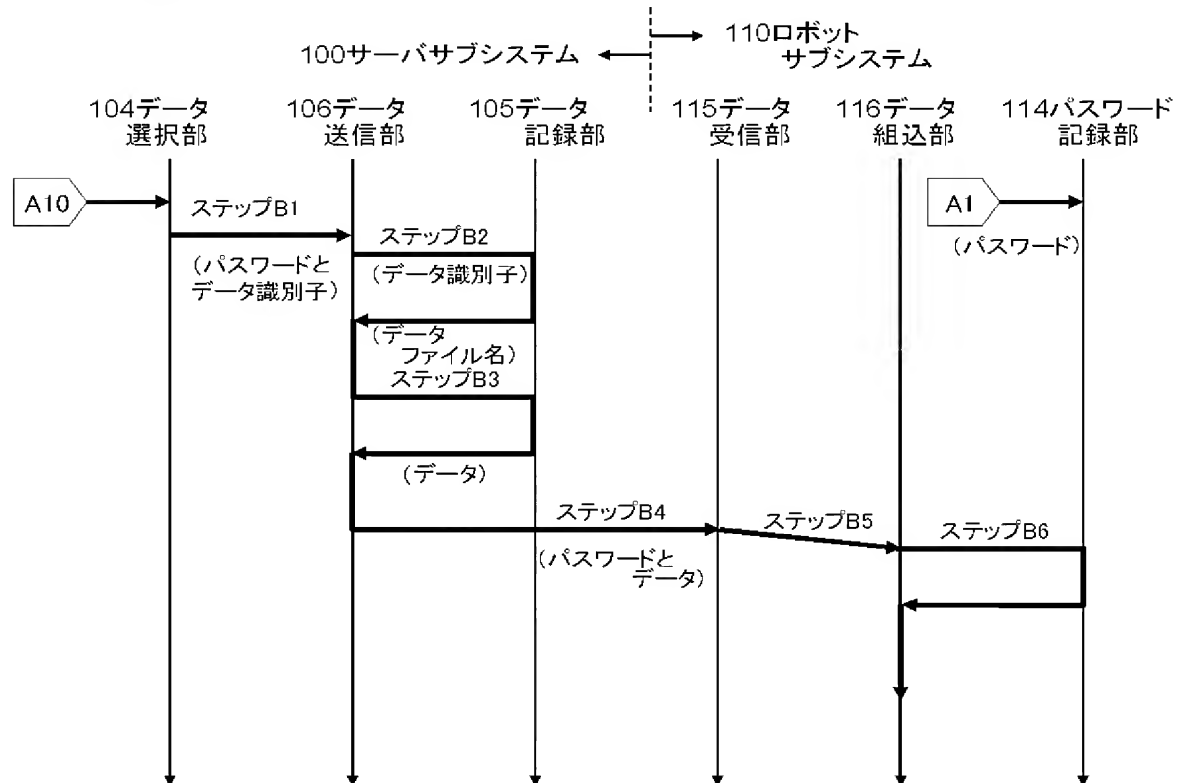 100サーバサブシステム
110ロボット
サブシステム
104データ
選択部
106データ
送信部
105データ
記録部
115データ
受信部
116データ
組込部
114パスワード
記録部
A10
A1
(パスワード)
ステップB1
(パスワードと
データ識別子)
ステップB2
(データ識別子)
(データ
ファイル名)
ステップB3
(データ)
ステップB4
(パスワードと
データ)
ステップB5
ステップB6